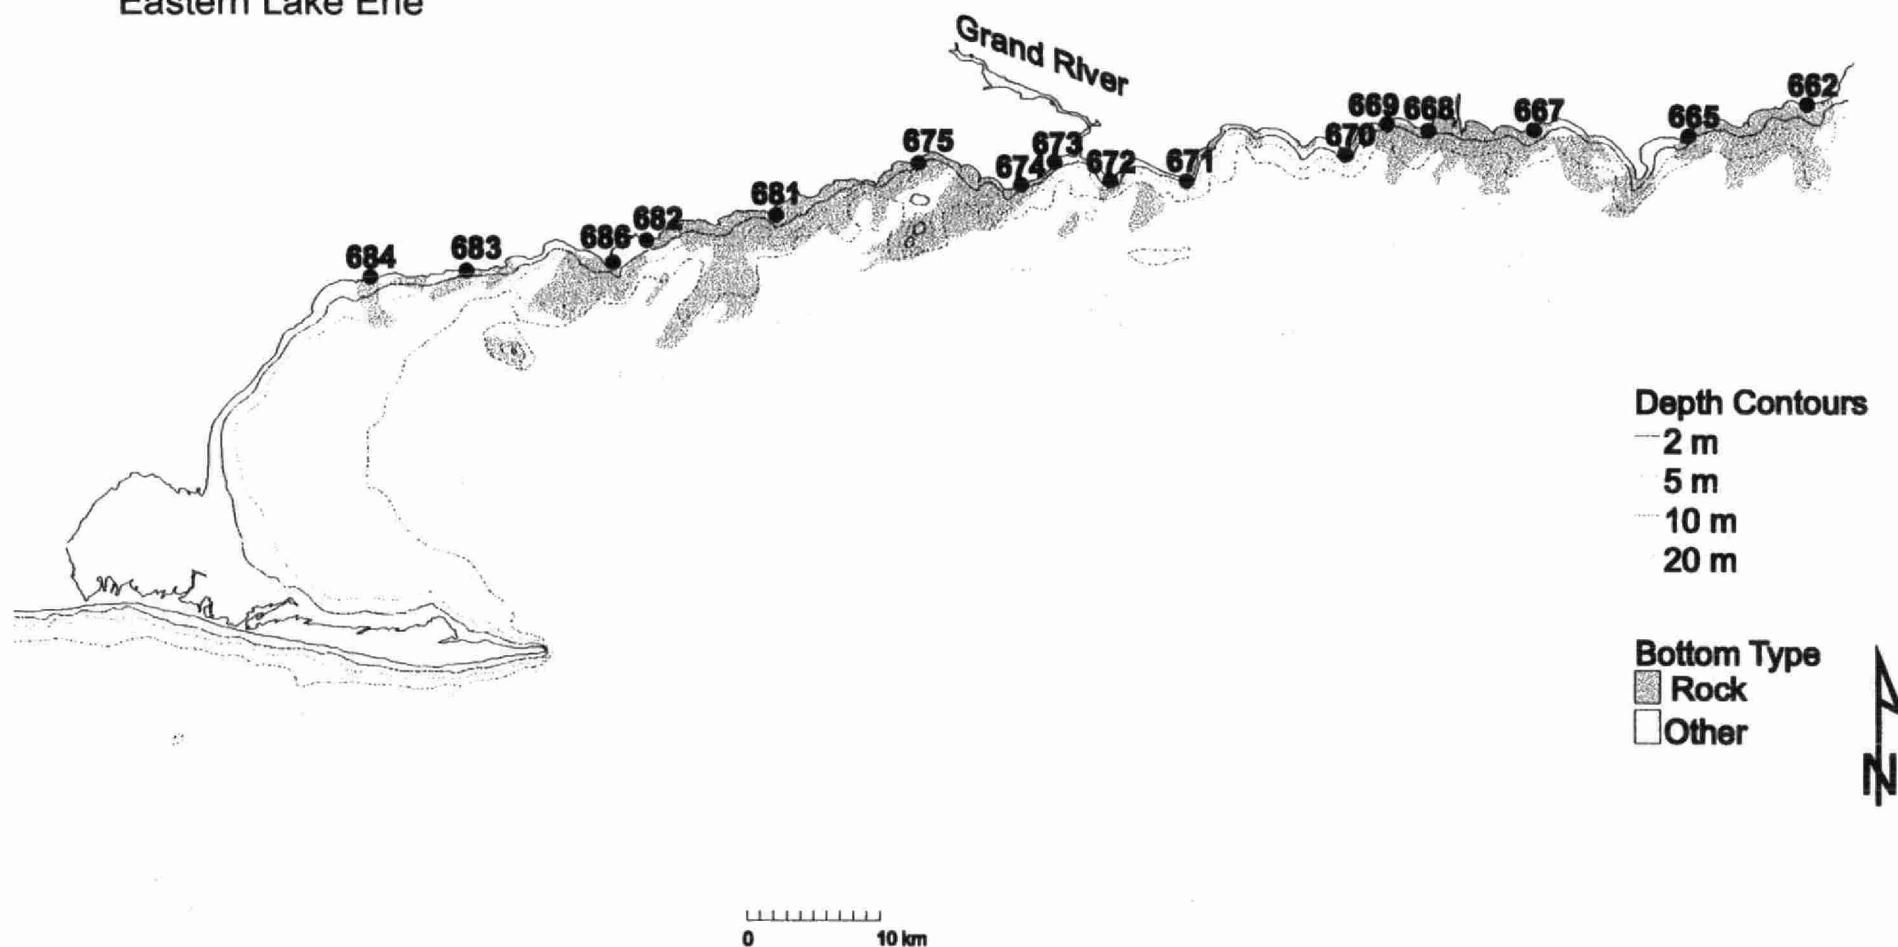 Eastern Lake Erie
Grand River
662
669 668 667 665
670
675 673
674 672 671
681
682
686
683
684
Depth Contours
2 m
5 m
10 m
20 m
Bottom Type
Rock
Other
N
0 10 km